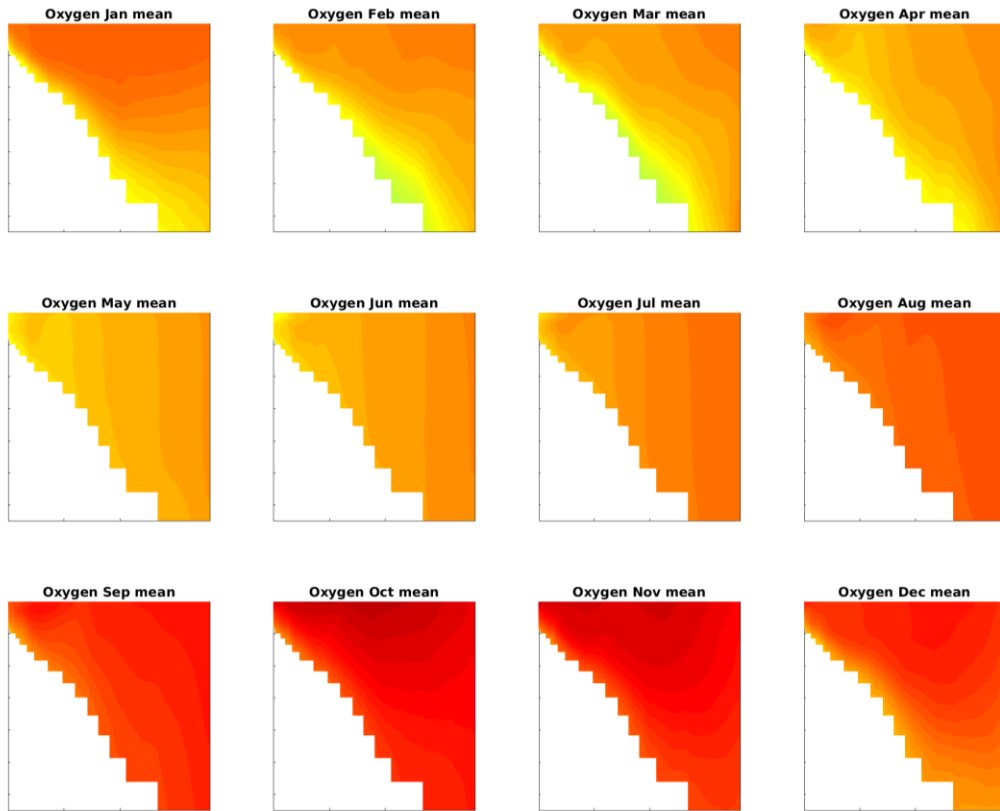 Oxygen Jan mean
Oxygen Feb mean
Oxygen Mar mean
Oxygen Apr mean
Oxygen May mean
Oxygen Jun mean
Oxygen Jul mean
Oxygen Aug mean
Oxygen Sep mean
Oxygen Oct mean
Oxygen Nov mean
Oxygen Dec mean